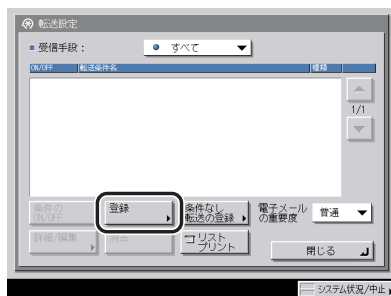 転送設定
受信手段： すべて
ON/OFF 転送条件名 種類
1/1
条件の
ON/OFF
登録
条件なし
転送の登録
電子メール
の重要度
普通
詳細/編集
消去
リスト
プリント
閉じる
システム状況/中止